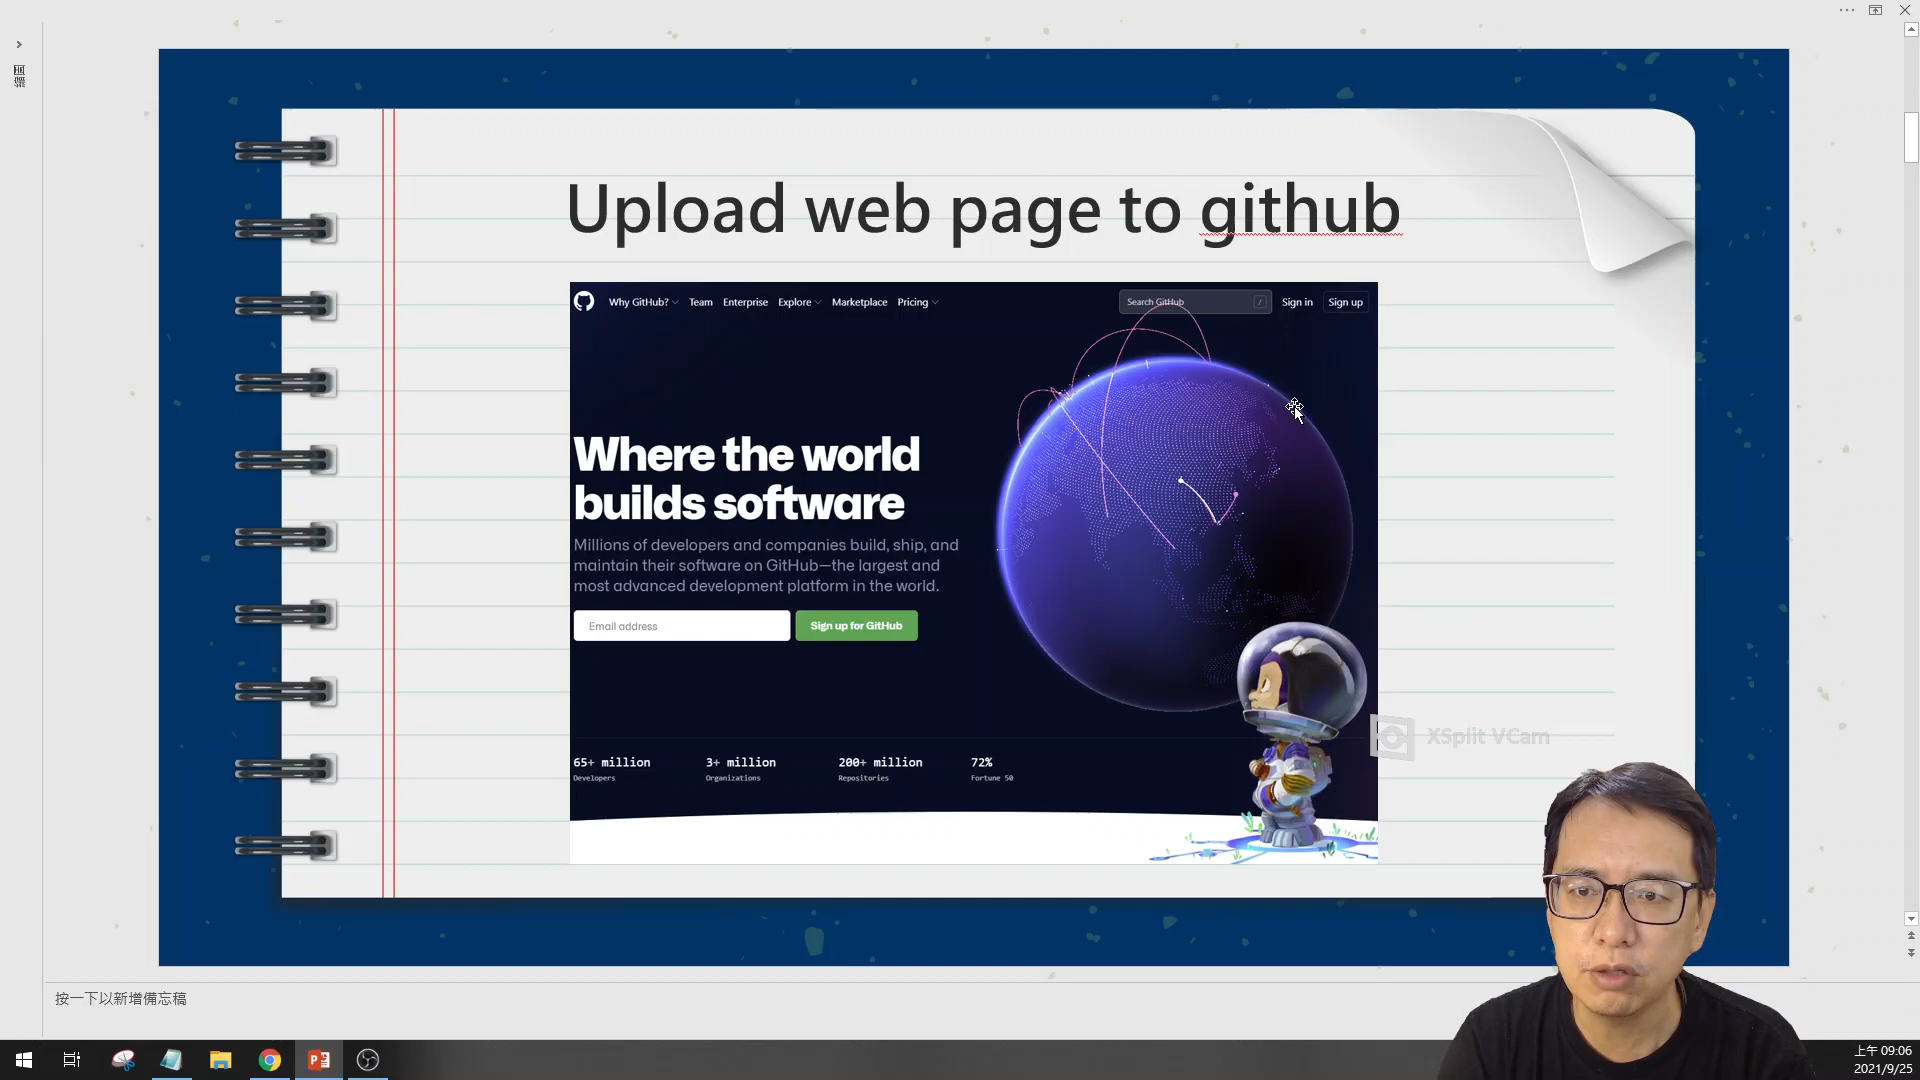 縮圖
Upload web page to github
Why GitHub? Team Enterprise Explore Marketplace Pricing Search GitHub / Sign in Sign up
Where the world
builds software
Millions of developers and companies build, ship, and
maintain their software on GitHub—the largest and
most advanced development platform in the world.
Email address Sign up for GitHub
XSplit VCam
65+ million 3+ million 200+ million 72%
Developers Organizations Repositories Fortune 50
按一下以新增備忘稿
上午 09:06
2021/9/25